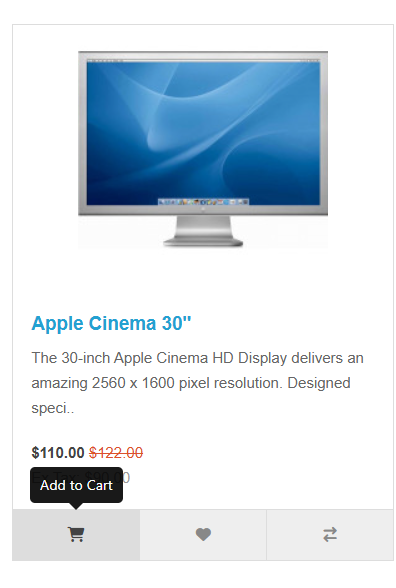 Apple Cinema 30"
The 30-inch Apple Cinema HD Display delivers an
amazing 2560 x 1600 pixel resolution. Designed
speci..
$110.00 $122.00
Add to Cart